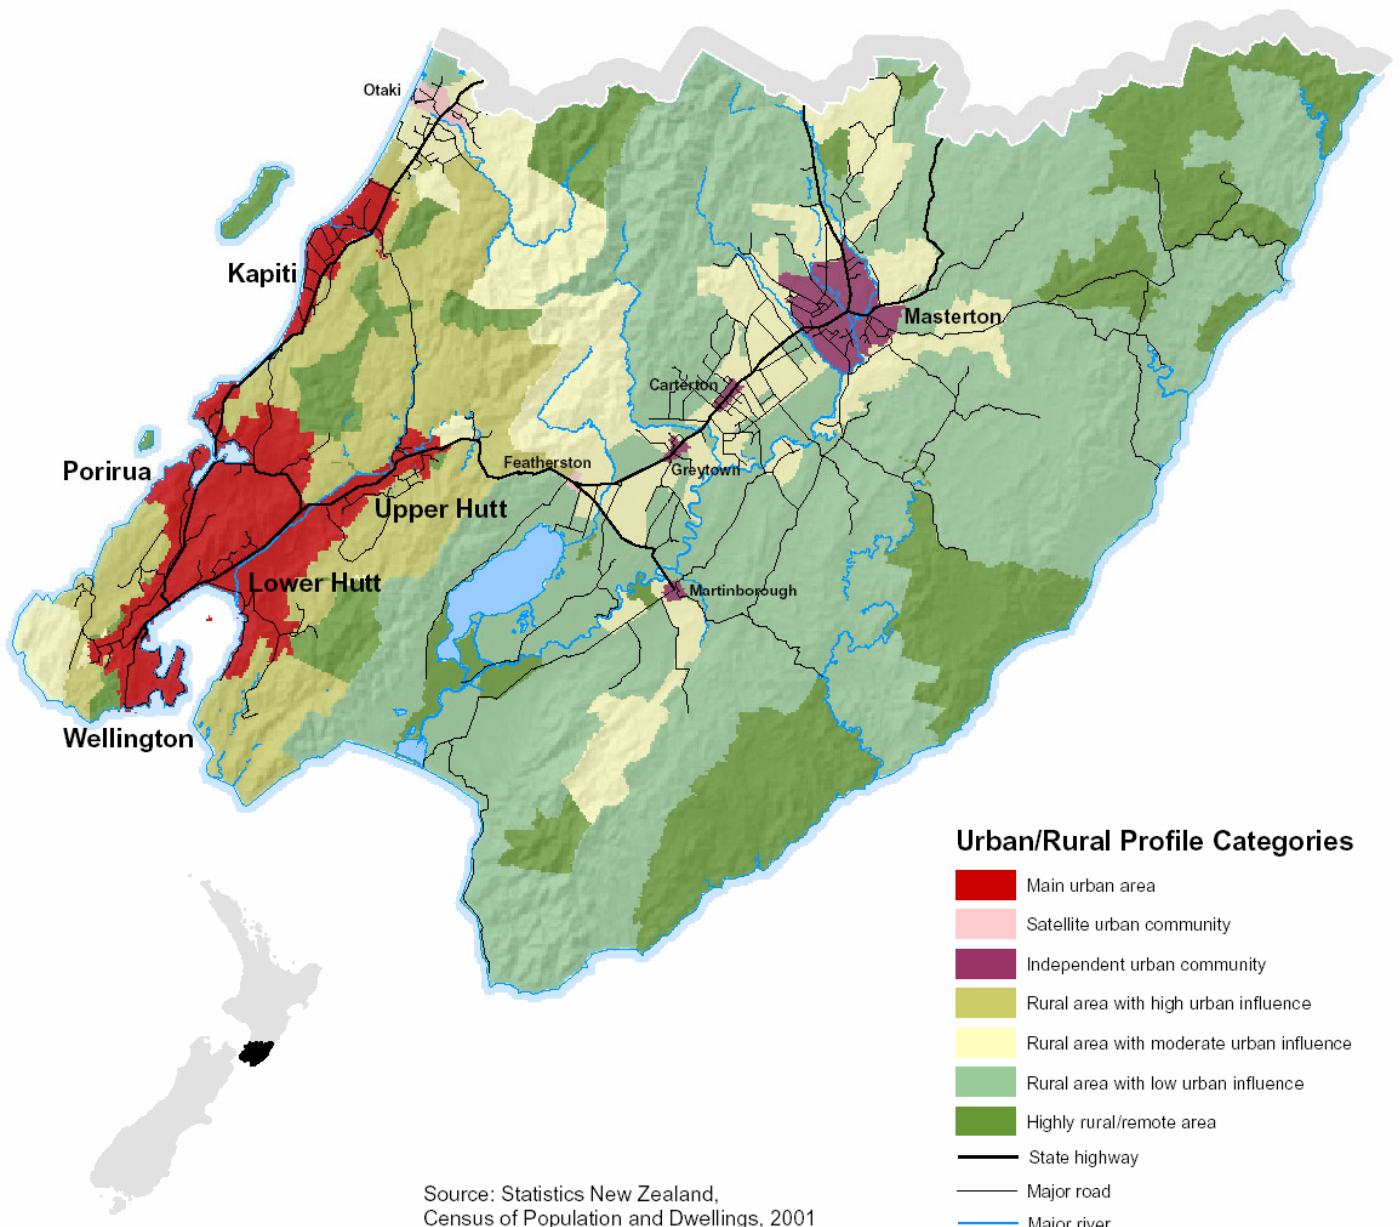 Otaki
Kapiti
Masterton
Carterton
Porirua
Featherston
Greytown
Upper Hutt
Lower Hutt
Martinborough
Wellington
Urban/Rural Profile Categories
Main urban area
Satellite urban community
Independent urban community
Rural area with high urban influence
Rural area with moderate urban influence
Rural area with low urban influence
Highly rural/remote area
State highway
Major road
Major river
Source: Statistics New Zealand,
Census of Population and Dwellings, 2001